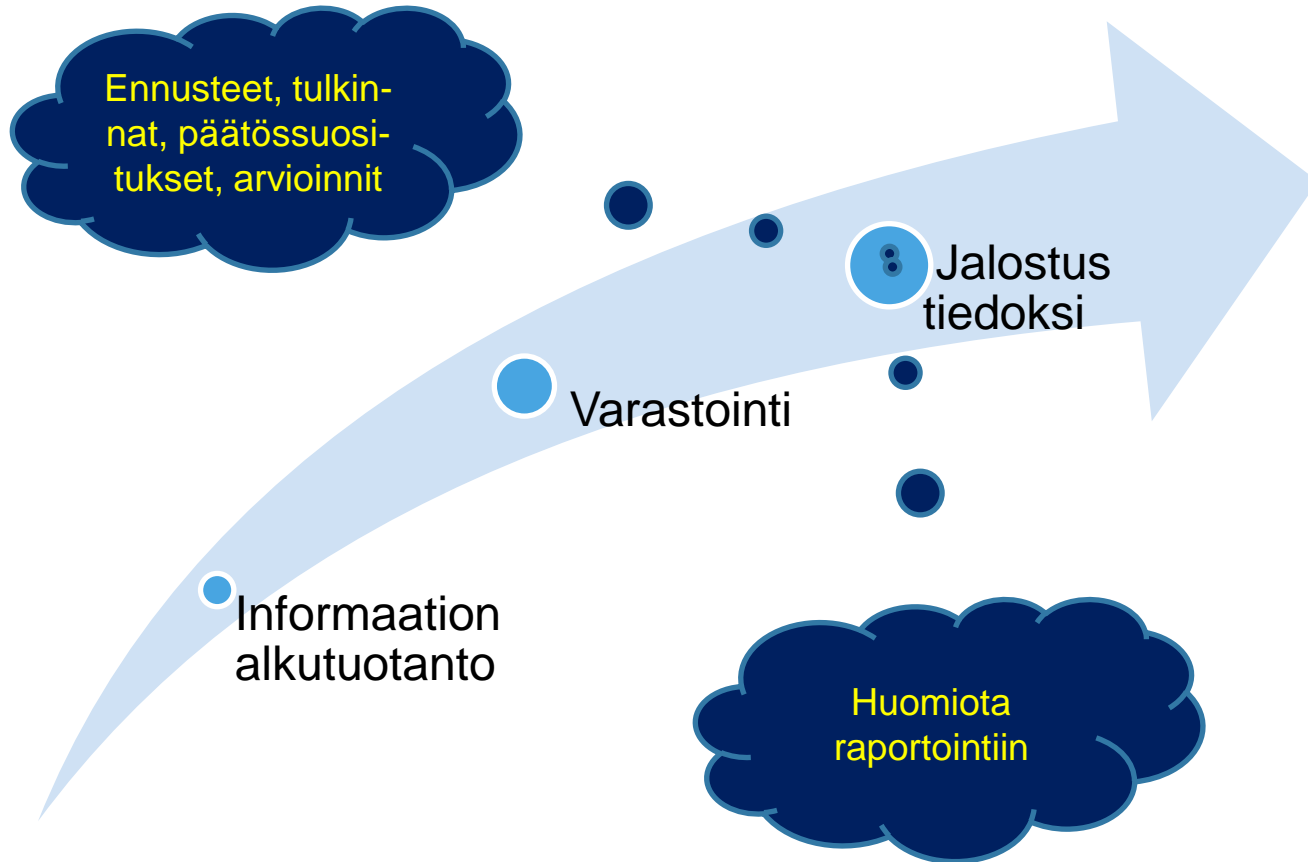 Ennusteet, tulkin-
nat, päätössuosi-
tukset, arvioinnit
Jalostus
tiedoksi
Varastointi
Informaation
alkutuotanto
Huomiota
raportointiin